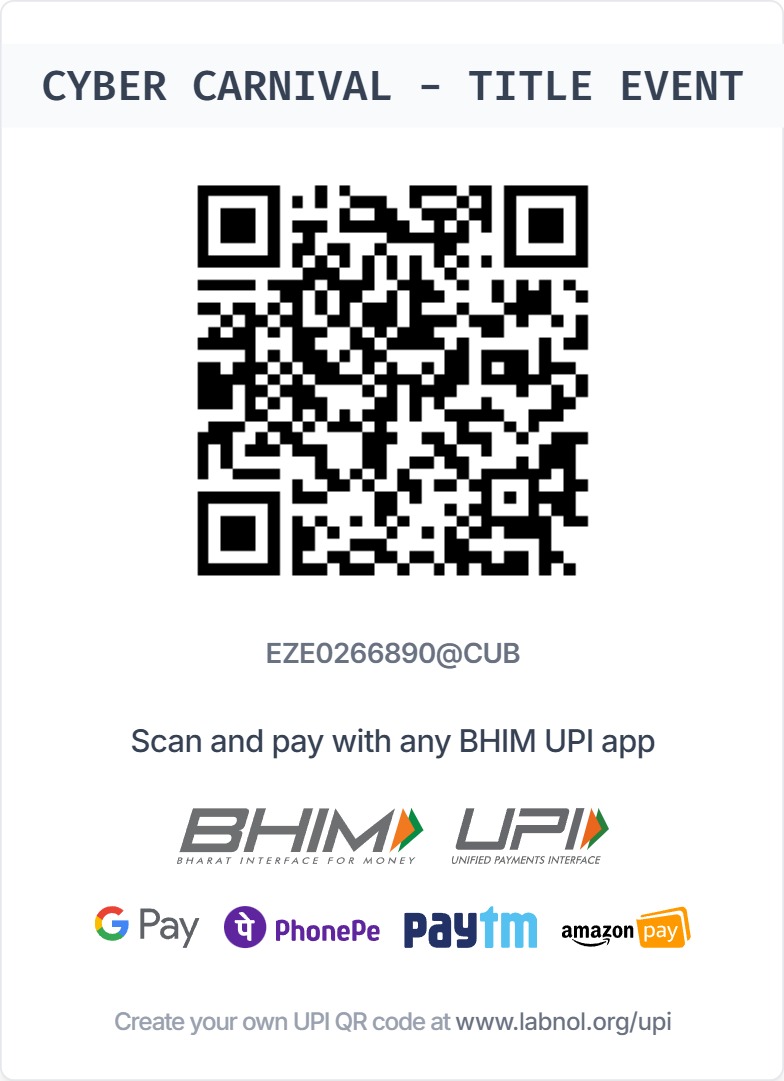 CYBER CARNIVAL – TITLE EVENT
EZE0266890@CUB
Scan and pay with any BHIM UPI app
BHIM UPI
BHARAT INTERFACE FOR MONEY UNIFIED PAYMENTS INTERFACE
G Pay पे PhonePe paytm amazon pay
Create your own UPI QR code at www.labnol.org/upi